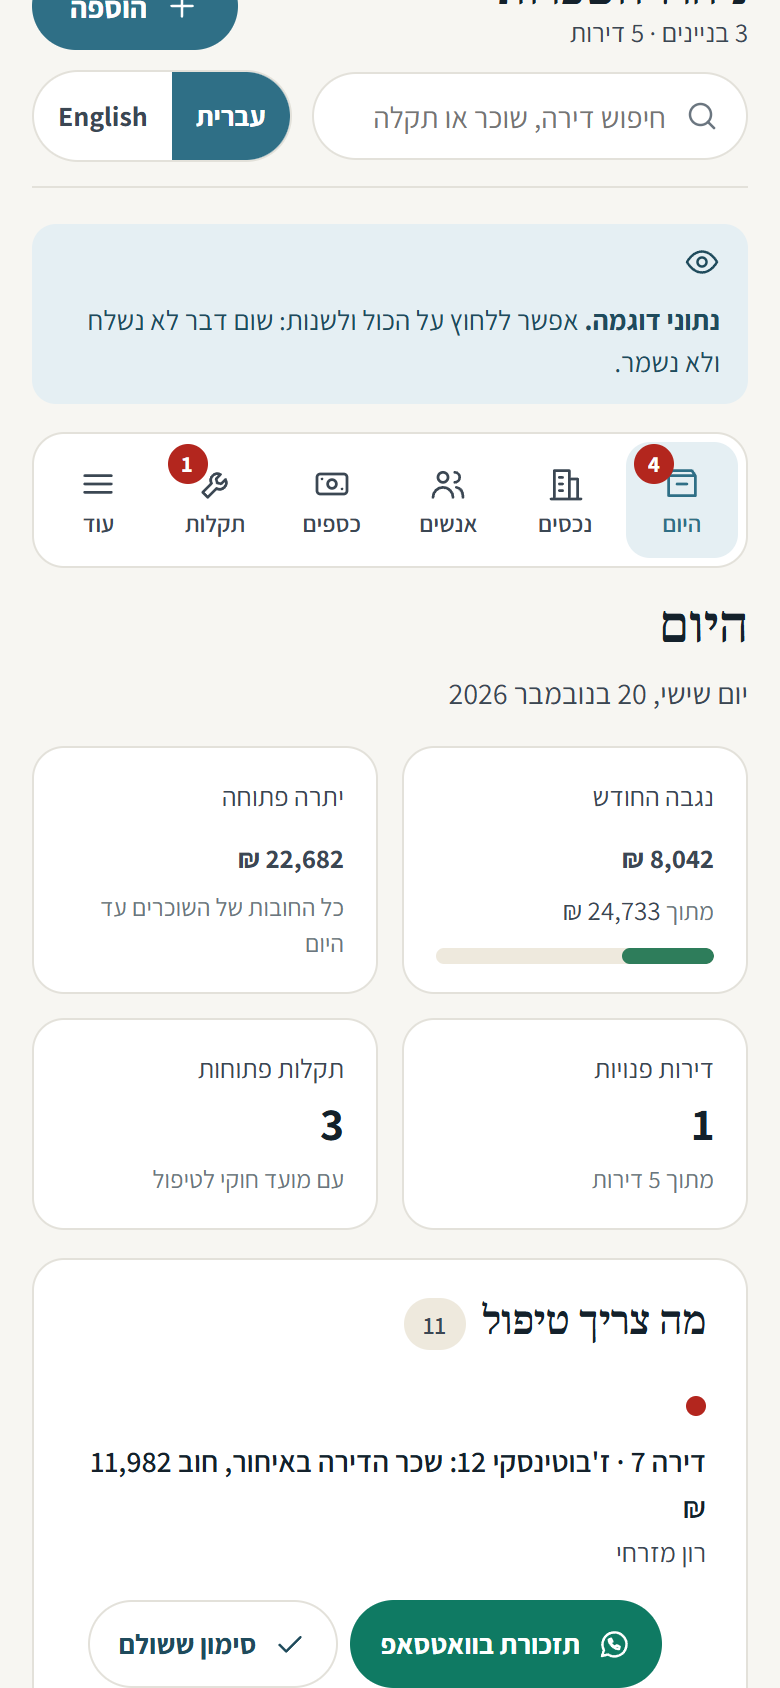 הוספה
3 בניינים · 5 דירות
חיפוש דירה, שוכר או תקלה
עברית
English
נתוני דוגמה. אפשר ללחוץ על הכול ולשנות: שום דבר לא נשלח
ולא נשמר.
4
1
היום
נכסים
אנשים
כספים
תקלות
עוד
היום
יום שישי, 20 בנובמבר 2026
נגבה החודש
8,042 ₪
מתוך 24,733 ₪
יתרה פתוחה
22,682 ₪
כל החובות של השוכרים עד
היום
דירות פנויות
1
מתוך 5 דירות
תקלות פתוחות
3
עם מועד חוקי לטיפול
מה צריך טיפול 11
דירה 7 · ז'בוטינסקי 12: שכר הדירה באיחור, חוב 11,982
₪
רון מזרחי
תזכורת בוואטסאפ
סימון ששולם